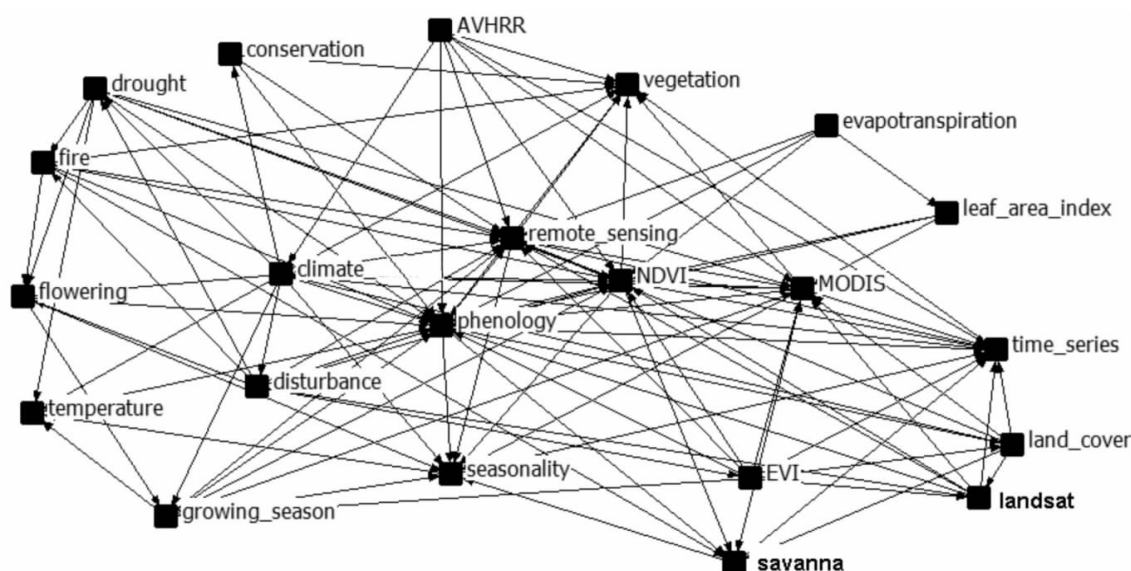 AVHRR
conservation
vegetation
drought
evapotranspiration
fire
leaf_area_index
remote_sensing
climate
NDVI
MODIS
flowering
phenology
time_series
disturbance
temperature
land_cover
seasonality
EVI
landsat
growing_season
savanna